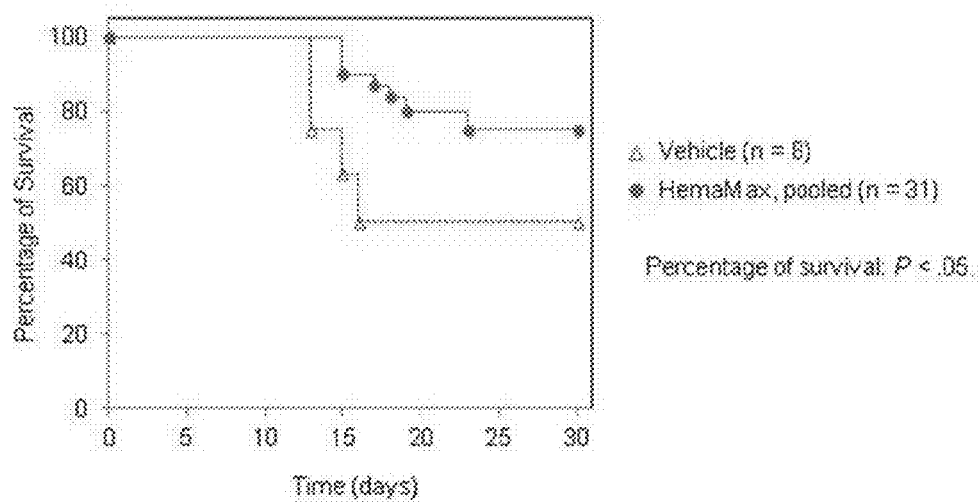 100
80
60
40
20
0
Percentage of Survival
0 5 10 15 20 25 30
Time (days)
Vehicle (n = 8)
HemaMax, pooled (n = 31)
Percentage of survival: P < .05.